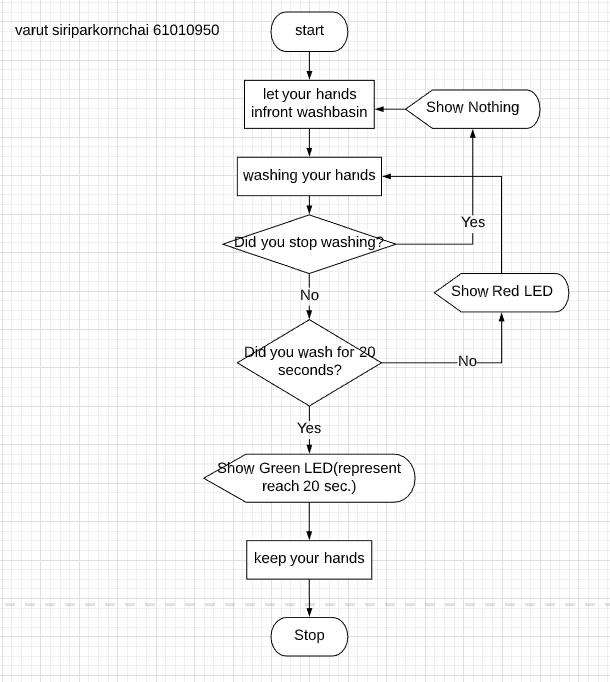 varut siriparkornchai 61010950
start
let your hands
infront washbasin
Show Nothing
washing your hands
Yes
Did you stop washing?
Show Red LED
No
Did you wash for 20
seconds?
No
Yes
Show Green LED(represent
reach 20 sec.)
keep your hands
Stop